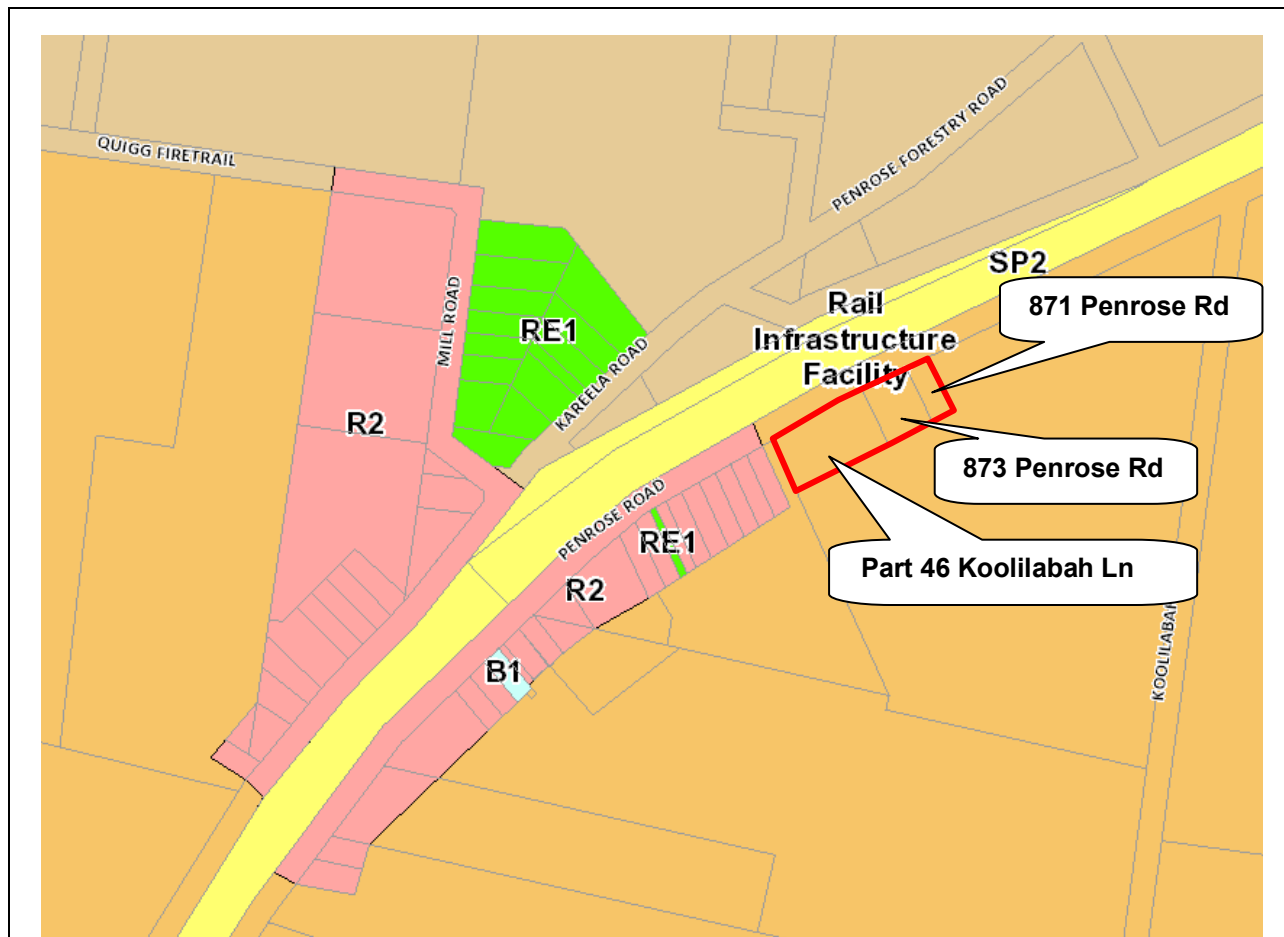 QUIGG FIRETRAIL
PENROSE FORESTRY ROAD
SP2
871 Penrose Rd
Rail
Infrastructure
Facility
MILL ROAD
RE1
KAREELA ROAD
R2
873 Penrose Rd
PENROSE ROAD
RE1
Part 46 Koolilabah Ln
R2
B1
KOOLILABAH